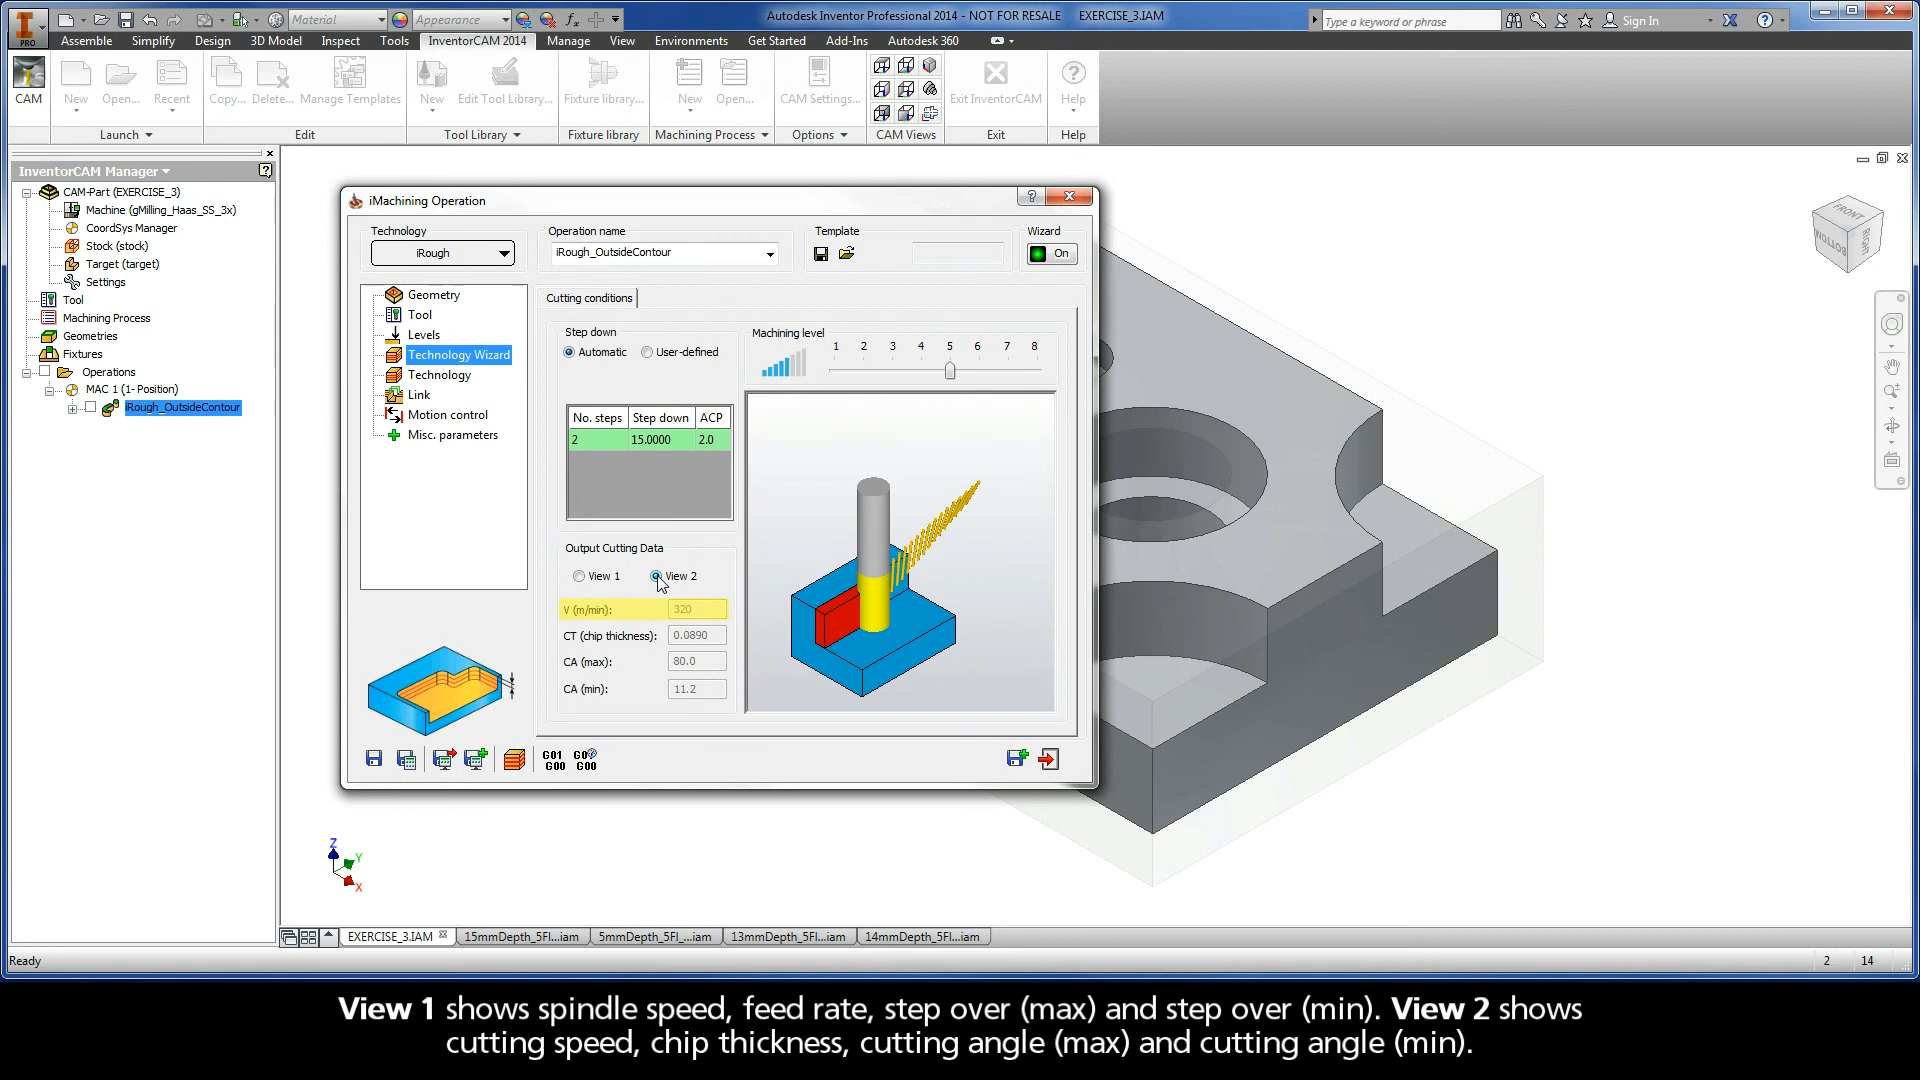 Material
Appearance
Autodesk Inventor Professional 2014 - NOT FOR RESALE EXERCISE_3.IAM
Type a keyword or phrase
Sign In
PRO
Assemble Simplify Design 3D Model Inspect Tools InventorCAM 2014 Manage View Environments Get Started Add-Ins Autodesk 360
CAM New Open... Recent Copy... Delete... Manage Templates New Edit Tool Library... Fixture library... New Open... CAM Settings... Exit InventorCAM Help
Launch Edit Tool Library Fixture library Machining Process Options CAM Views Exit Help
InventorCAM Manager
CAM-Part (EXERCISE_3)
Machine (gMilling_Haas_SS_3x)
CoordSys Manager
Stock (stock)
Target (target)
Settings
Tool
Machining Process
Geometries
Fixtures
Operations
MAC 1 (1- Position)
iRough_OutsideContour
iMachining Operation
Technology
iRough
Operation name
iRough_OutsideContour
Template
Wizard
On
Geometry
Tool
Levels
Technology Wizard
Technology
Link
Motion control
Misc. parameters
Cutting conditions
Step down
Automatic User-defined
Machining level
1 2 3 4 5 6 7 8
No. steps Step down ACP
2 15.0000 2.0
Output Cutting Data
View 1 View 2
V (m/min): 320
CT (chip thickness): 0.0890
CA (max): 80.0
CA (min): 11.2
G01
G00
G00
FRONT
BOTTOM
RIGHT
Z
Y
X
EXERCISE_3.IAM 15mmDepth_5Fl...iam 5mmDepth_5Fl_...iam 13mmDepth_5Fl...iam 14mmDepth_5Fl...iam
Ready
2 14
View 1 shows spindle speed, feed rate, step over (max) and step over (min). View 2 shows
cutting speed, chip thickness, cutting angle (max) and cutting angle (min).